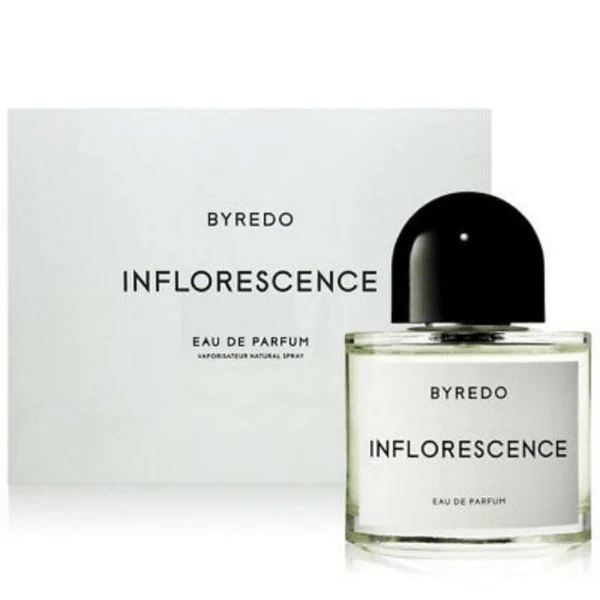 BYREDO
INFLORESCENCE
EAU DE PARFUM
VAPORISATEUR NATURAL SPRAY
BYREDO
INFLORESCENCE
EAU DE PARFUM